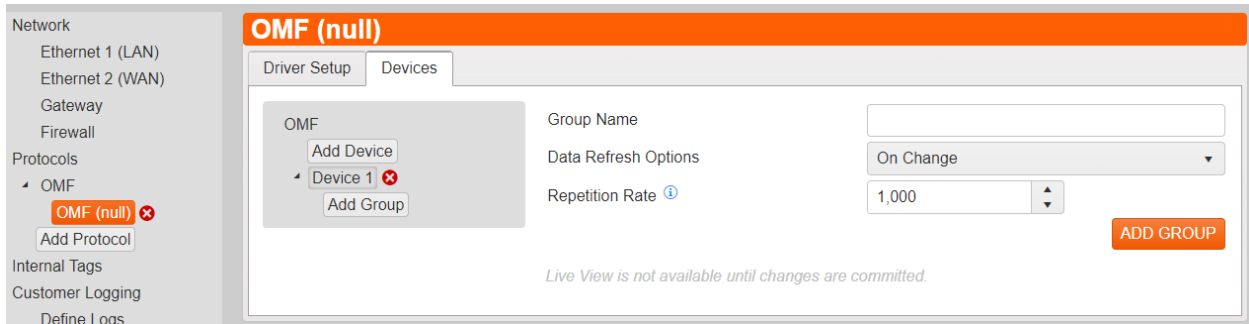 Network
Ethernet 1 (LAN)
Ethernet 2 (WAN)
Gateway
Firewall
Protocols
OMF
OMF (null)
Add Protocol
Internal Tags
Customer Logging
Define Logs
OMF (null)
Driver Setup Devices
OMF
Add Device
Device 1
Add Group
Group Name
Data Refresh Options On Change
Repetition Rate 1,000
ADD GROUP
Live View is not available until changes are committed.